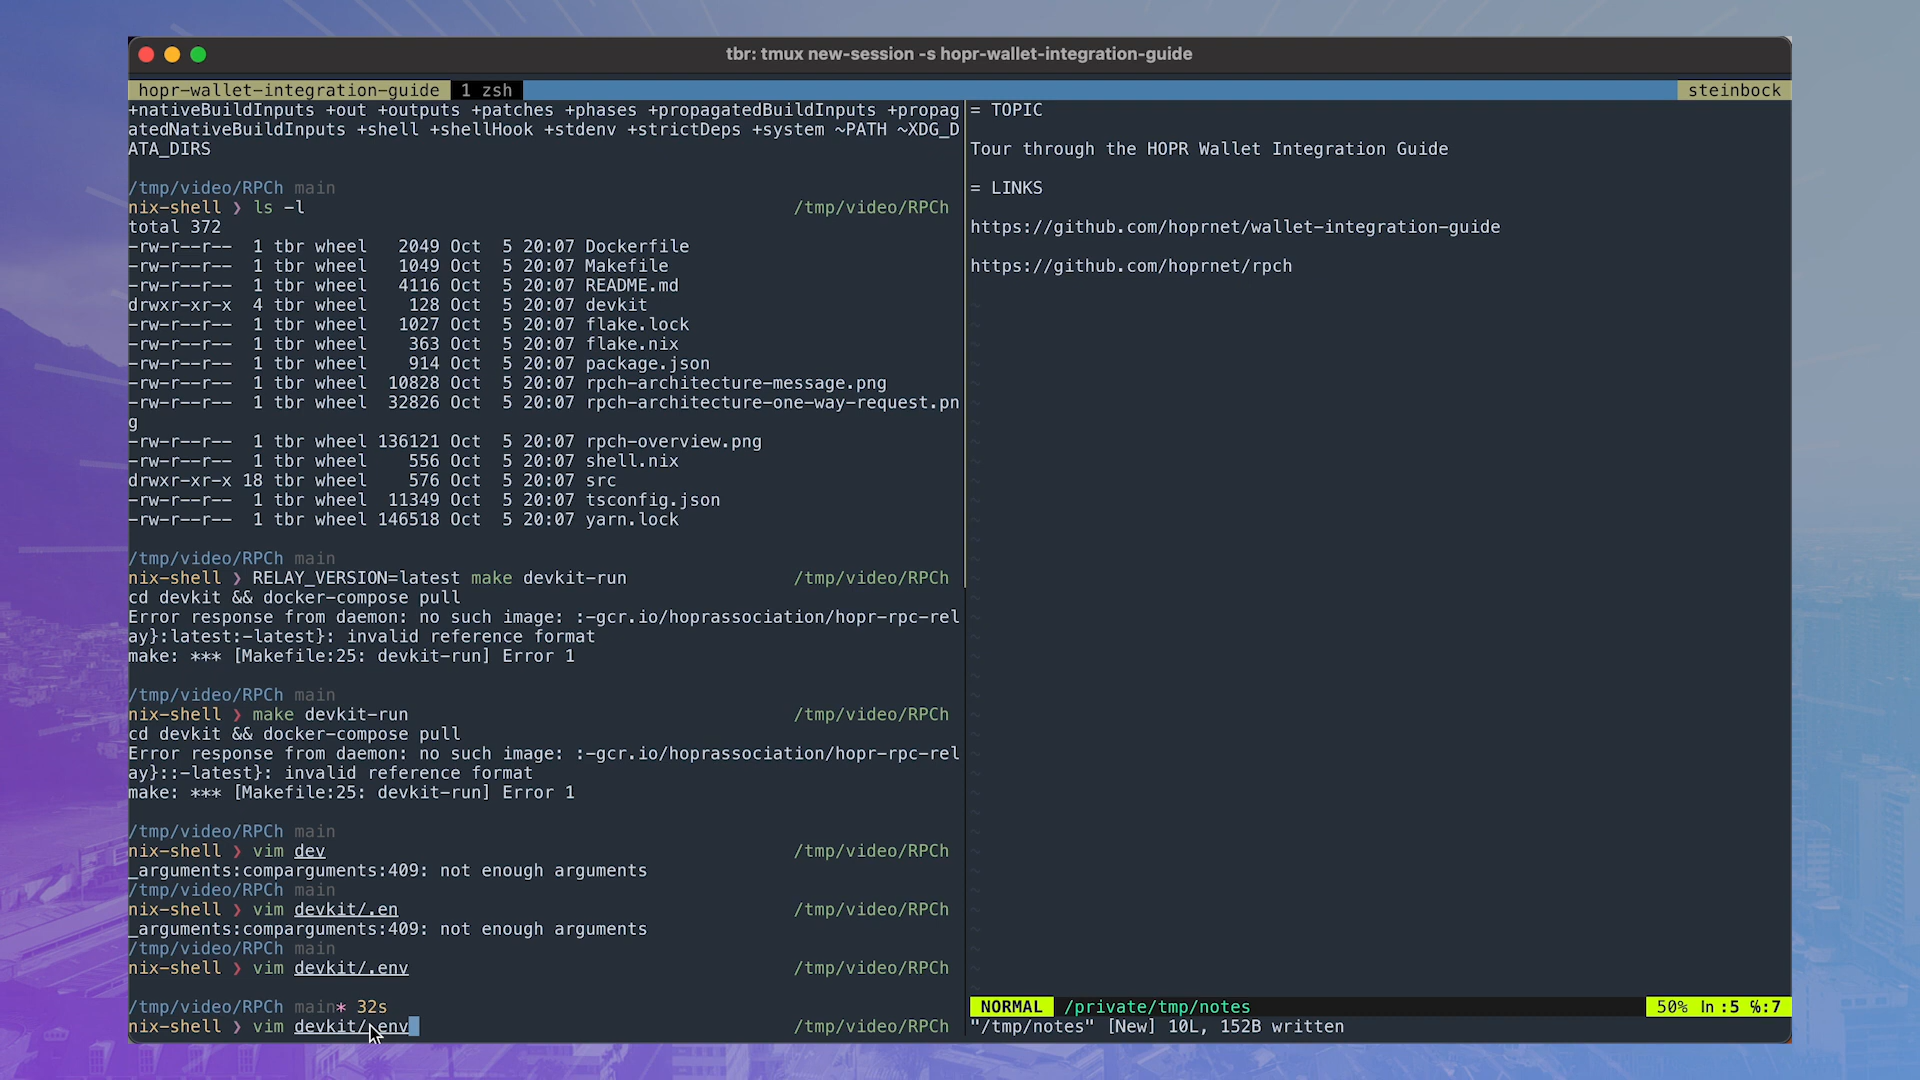 tbr: tmux new-session -s hopr-wallet-integration-guide
hopr-wallet-integration-guide 1 zsh steinbock
+nativeBuildInputs +out +outputs +patches +phases +propagatedBuildInputs +propag
atedNativeBuildInputs +shell +shellHook +stdenv +strictDeps +system ~PATH ~XDG_D
ATA_DIRS
/tmp/video/RPCh main
nix-shell ❯ ls -l /tmp/video/RPCh
total 372
-rw-r--r-- 1 tbr wheel 2049 Oct 5 20:07 Dockerfile
-rw-r--r-- 1 tbr wheel 1049 Oct 5 20:07 Makefile
-rw-r--r-- 1 tbr wheel 4116 Oct 5 20:07 README.md
drwxr-xr-x 4 tbr wheel 128 Oct 5 20:07 devkit
-rw-r--r-- 1 tbr wheel 1027 Oct 5 20:07 flake.lock
-rw-r--r-- 1 tbr wheel 363 Oct 5 20:07 flake.nix
-rw-r--r-- 1 tbr wheel 914 Oct 5 20:07 package.json
-rw-r--r-- 1 tbr wheel 10828 Oct 5 20:07 rpch-architecture-message.png
-rw-r--r-- 1 tbr wheel 32826 Oct 5 20:07 rpch-architecture-one-way-request.pn
g
-rw-r--r-- 1 tbr wheel 136121 Oct 5 20:07 rpch-overview.png
-rw-r--r-- 1 tbr wheel 556 Oct 5 20:07 shell.nix
drwxr-xr-x 18 tbr wheel 576 Oct 5 20:07 src
-rw-r--r-- 1 tbr wheel 11349 Oct 5 20:07 tsconfig.json
-rw-r--r-- 1 tbr wheel 146518 Oct 5 20:07 yarn.lock
/tmp/video/RPCh main
nix-shell ❯ RELAY_VERSION=latest make devkit-run /tmp/video/RPCh
cd devkit && docker-compose pull
Error response from daemon: no such image: :-gcr.io/hoprassociation/hopr-rpc-rel
ay}:latest:-latest}: invalid reference format
make: *** [Makefile:25: devkit-run] Error 1
/tmp/video/RPCh main
nix-shell ❯ make devkit-run /tmp/video/RPCh
cd devkit && docker-compose pull
Error response from daemon: no such image: :-gcr.io/hoprassociation/hopr-rpc-rel
ay}::-latest}: invalid reference format
make: *** [Makefile:25: devkit-run] Error 1
/tmp/video/RPCh main
nix-shell ❯ vim dev /tmp/video/RPCh
_arguments:comparguments:409: not enough arguments
/tmp/video/RPCh main
nix-shell ❯ vim devkit/.en /tmp/video/RPCh
_arguments:comparguments:409: not enough arguments
/tmp/video/RPCh main
nix-shell ❯ vim devkit/.env /tmp/video/RPCh
/tmp/video/RPCh main* 32s
nix-shell ❯ vim devkit/.env /tmp/video/RPCh
= TOPIC
Tour through the HOPR Wallet Integration Guide
= LINKS
https://github.com/hoprnet/wallet-integration-guide
https://github.com/hoprnet/rpch
NORMAL /private/tmp/notes 50% ln :5 %:7
"/tmp/notes" [New] 10L, 152B written